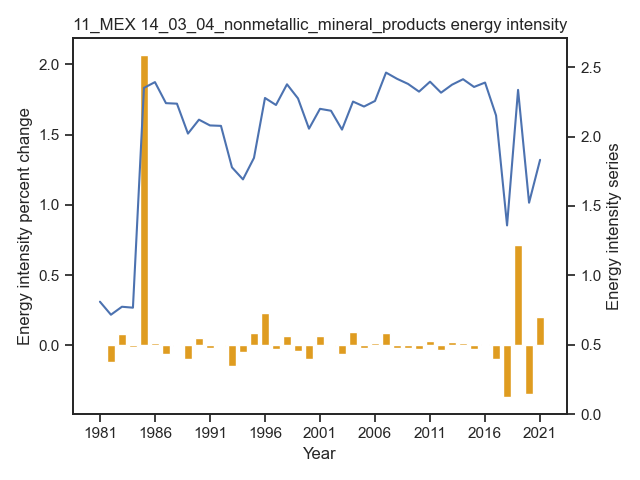 11_MEX 14_03_04_nonmetallic_mineral_products energy intensity
Energy intensity percent change
2.0
1.5
1.0
0.5
0.0
2.5
2.0
1.5
1.0
0.5
0.0
Energy intensity series
1981 1986 1991 1996 2001 2006 2011 2016 2021
Year